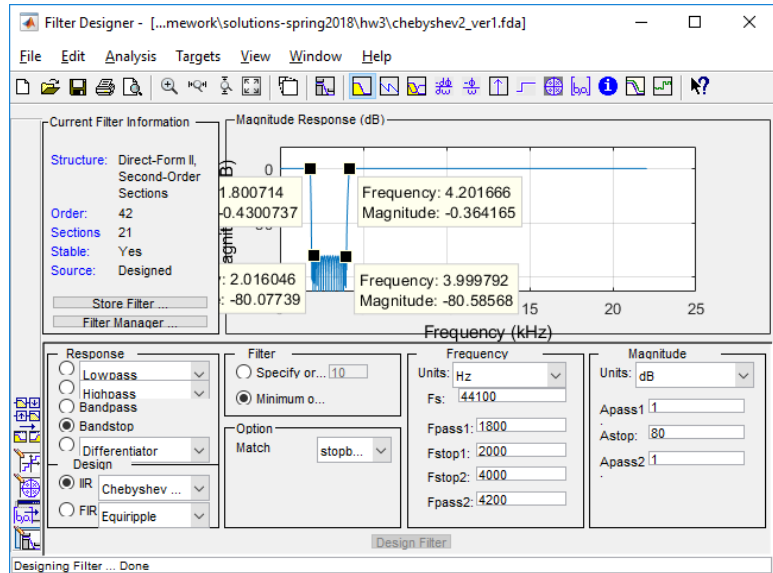 Filter Designer - [...mework\solutions-spring2018\hw3\chebyshev2_ver1.fda]
File Edit Analysis Targets View Window Help
Current Filter Information
Structure: Direct-Form II,
Second-Order
Sections
Order: 42
Sections 21
Stable: Yes
Source: Designed
Store Filter ...
Filter Manager ...
Magnitude Response (dB)
0
1.800714
-0.4300737
Frequency: 4.201666
Magnitude: -0.364165
: 2.016046
: -80.07739
Frequency: 3.999792
Magnitude: -80.58568
15 20 25
Frequency (kHz)
Response
Lowpass
Highpass
Bandpass
Bandstop
Differentiator
Design
IIR Chebyshev ...
FIR Equiripple
Filter
Specify or... 10
Minimum o...
Option
Match stopb...
Frequency
Units: Hz
Fs: 44100
Fpass1: 1800
Fstop1: 2000
Fstop2: 4000
Fpass2: 4200
Magnitude
Units: dB
Apass1 1
Astop: 80
Apass2 1
Design Filter
Designing Filter ... Done